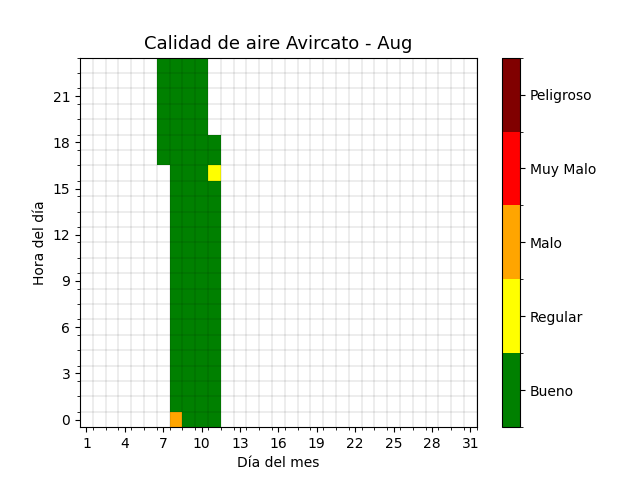 Calidad de aire Avircato - Aug
21
18
15
12
9
6
3
0
Hora del día
1 4 7 10 13 16 19 22 25 28 31
Día del mes
Peligroso
Muy Malo
Malo
Regular
Bueno